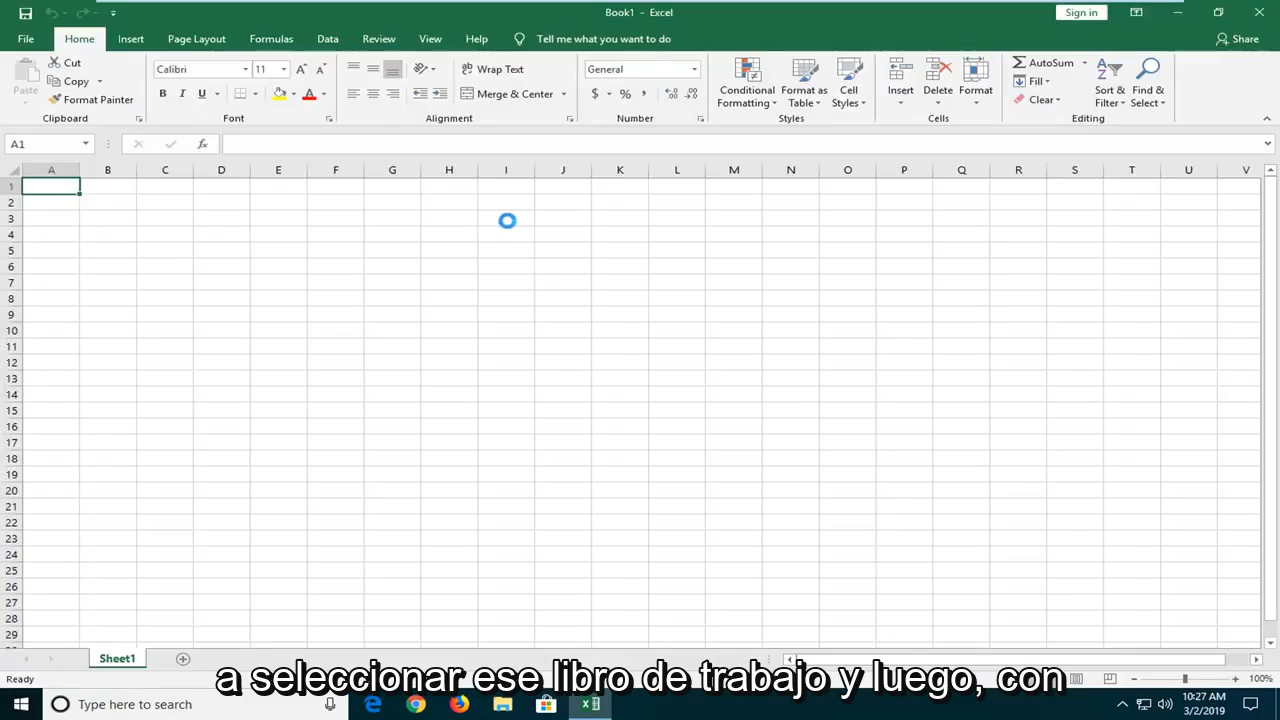 Book1 - Excel
Sign in
File Home Insert Page Layout Formulas Data Review View Help Tell me what you want to do Share
Paste
Cut
Copy
Format Painter
Clipboard
Calibri 11
B I U
Font
Wrap Text
Merge & Center
Alignment
General
$ % ,
Number
Conditional Formatting
Format as Table
Cell Styles
Styles
Insert
Delete
Format
Cells
AutoSum
Fill
Clear
Sort & Filter
Find & Select
Editing
A1
fx
A B C D E F G H I J K L M N O P Q R S T U V
1
2
3
4
5
6
7
8
9
10
11
12
13
14
15
16
17
18
19
20
21
22
23
24
25
26
27
28
29
Sheet1
a seleccionar ese libro de trabajo y luego, con
Ready
100%
Type here to search
10:27 AM
3/2/2019